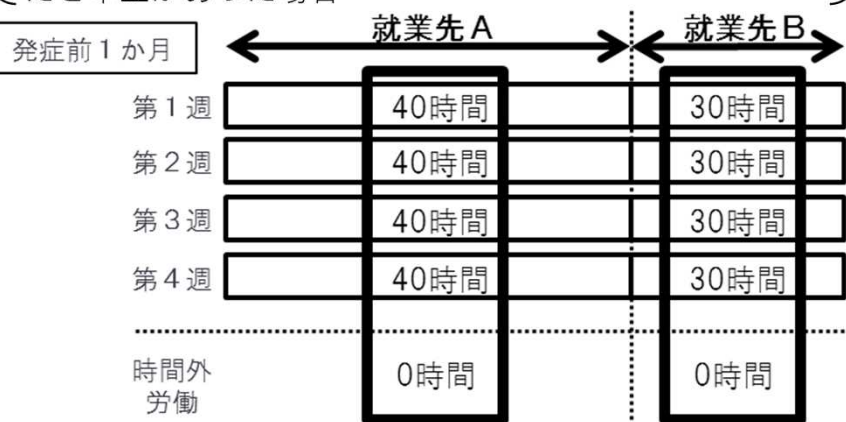 就業先A 就業先B
発症前1か月
第1週 40時間 30時間
第2週 40時間 30時間
第3週 40時間 30時間
第4週 40時間 30時間
時間外労働 0時間 0時間